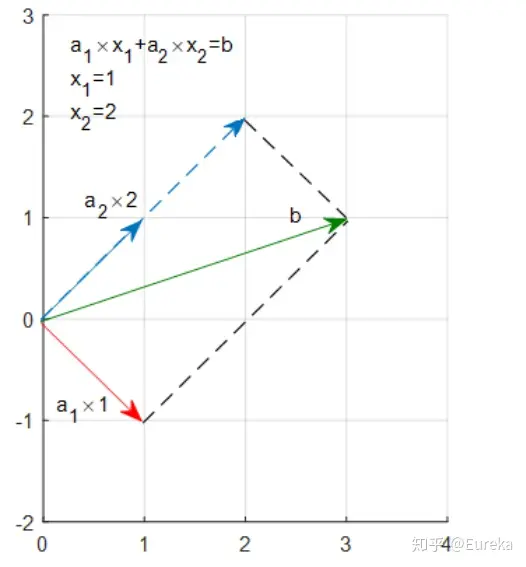 3
a₁×x₁+a₂×x₂=b
x₁=1
x₂=2
2
a₂×2
1
b
0
a₁×1
-1
-2
0 1 2 3 4
知乎 @Eureka